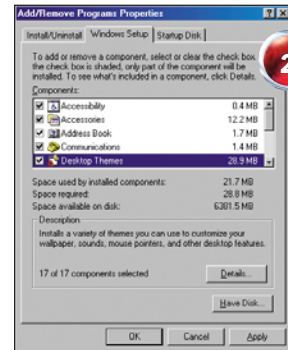 Add/Remove Programs Properties
Install/Uninstall Windows Setup Startup Disk
2
To add or remove a component, select or clear the check box.
the check box is shaded, only part of the component will be
installed. To see what's included in a component, click Details.
Components:
Accessibility 0.4 MB
Accessories 12.2 MB
Address Book 1.7 MB
Communications 1.4 MB
Desktop Themes 28.9 MB
Space used by installed components: 21.7 MB
Space required: 28.8 MB
Space available on disk: 6301.5 MB
Description
Installs a variety of themes you can use to customize your
wallpaper, sounds, mouse pointers, and other desktop features.
17 of 17 components selected Details...
Have Disk...
OK Cancel Apply